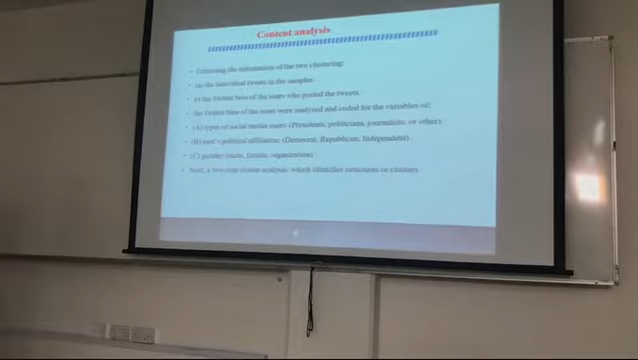 Content analysis
Extracting the information of the two clustering:
(a) the individual tweets in the samples
the Twitter bios of the users who posted the tweets.
the Twitter bios of the users were analyzed and coded for the variables of:
(A) types of social media users: (Presidents, politicians, journalists, or other).
(B) user's political affiliation: (Democrat, Republican, Independent).
(C) gender (male, female, organization)
Next, a two-step cluster analysis: which identifies structures or clusters